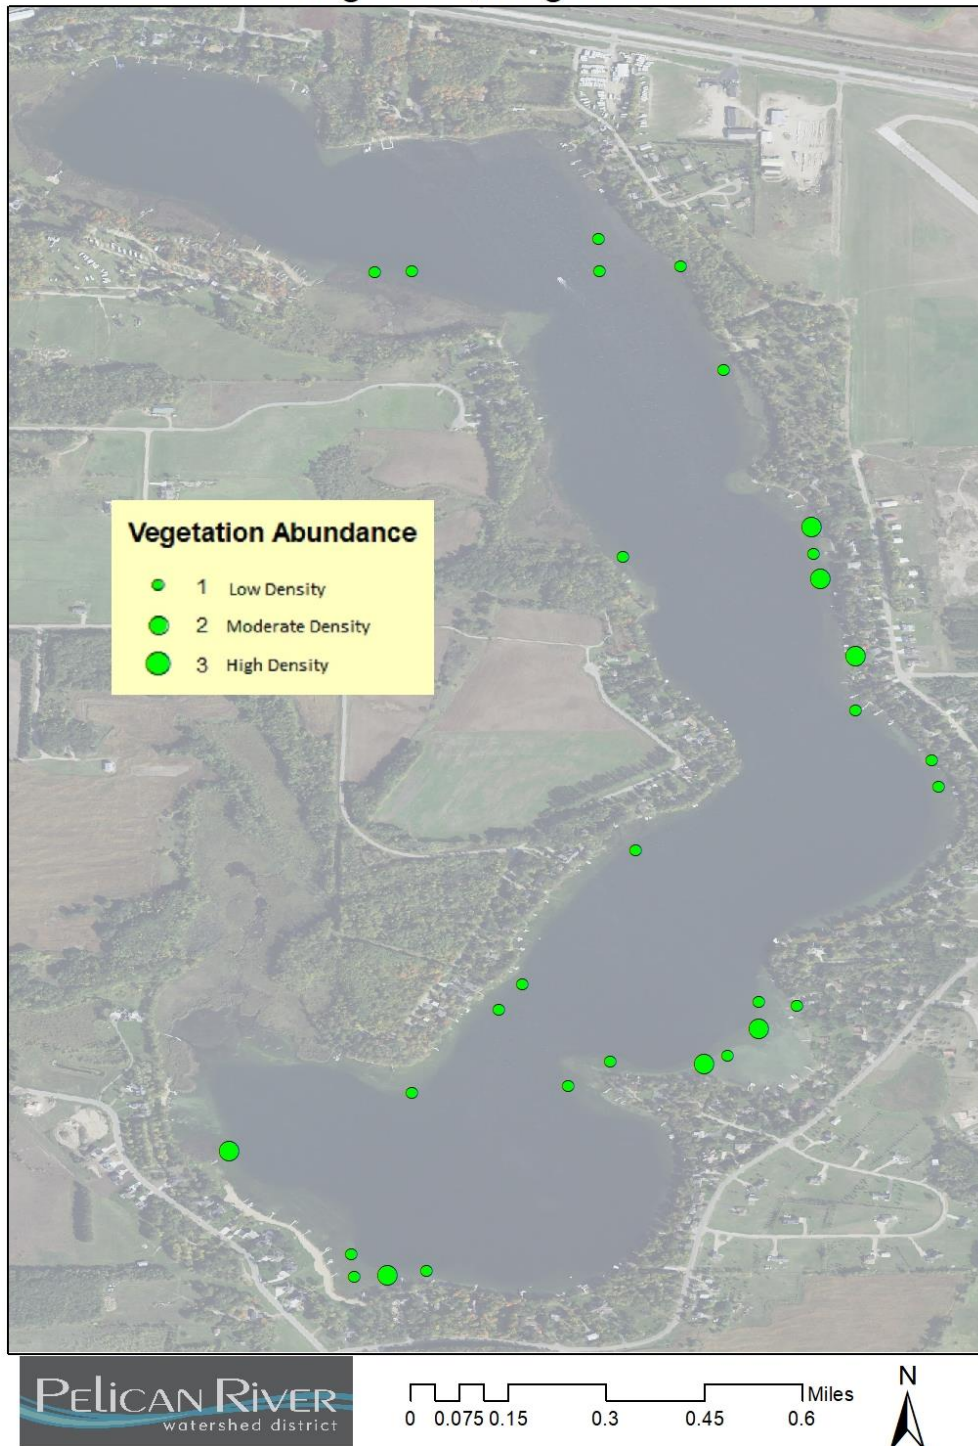 Vegetation Abundance
1 Low Density
2 Moderate Density
3 High Density
PELICAN RIVER
watershed district
Miles
0 0.075 0.15 0.3 0.45 0.6
N